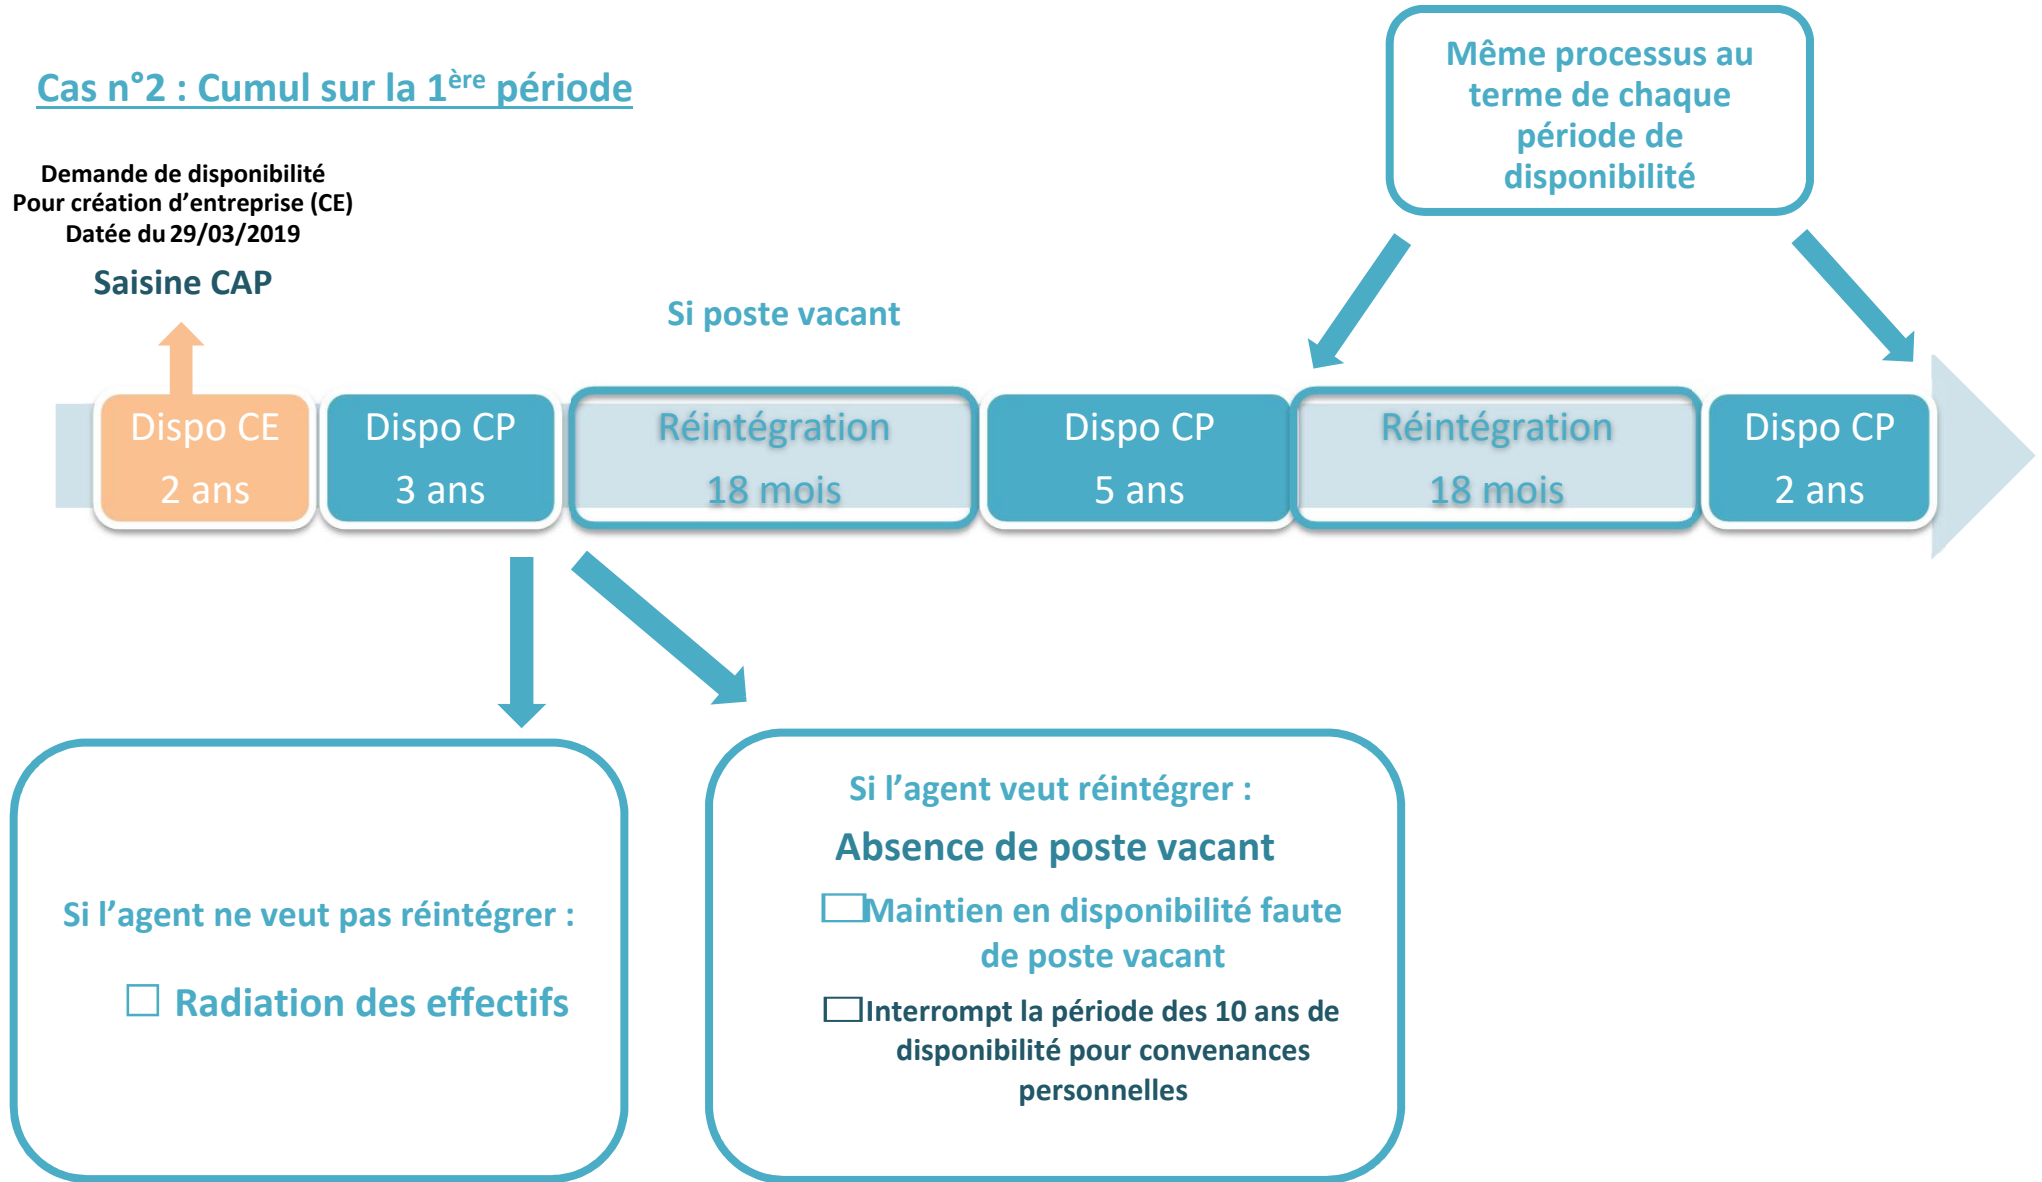 Cas n°2 : Cumul sur la 1ère période
Même processus au
terme de chaque
période de
disponibilité
Demande de disponibilité
Pour création d’entreprise (CE)
Datée du 29/03/2019
Saisine CAP
Si poste vacant
Dispo CE
2 ans
Dispo CP
3 ans
Réintégration
18 mois
Dispo CP
5 ans
Réintégration
18 mois
Dispo CP
2 ans
Si l’agent ne veut pas réintégrer :
Radiation des effectifs
Si l’agent veut réintégrer :
Absence de poste vacant
Maintien en disponibilité faute
de poste vacant
Interrompt la période des 10 ans de
disponibilité pour convenances
personnelles